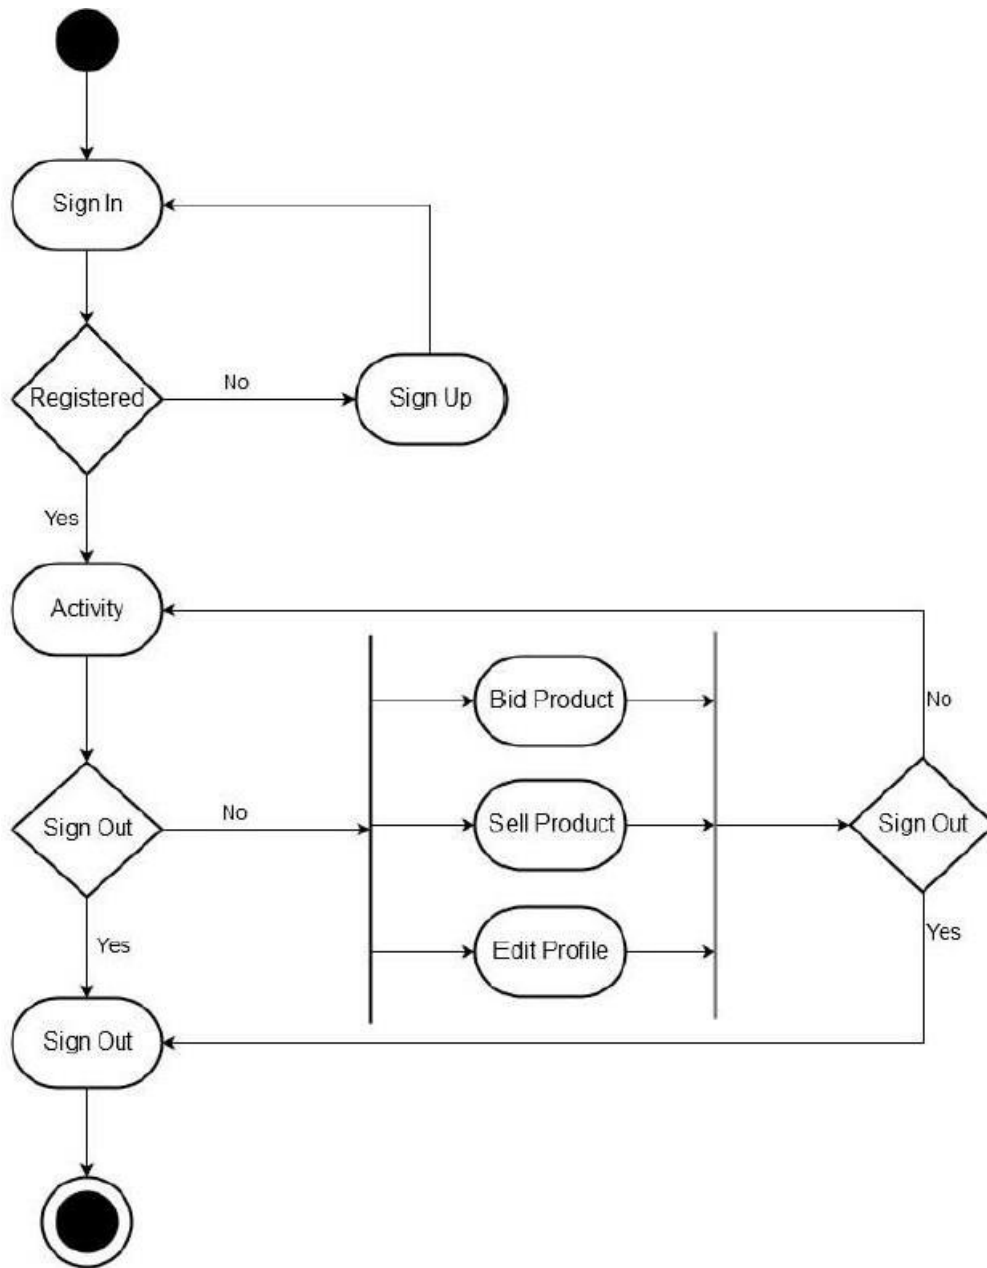 Sign In
Registered
No
Sign Up
Yes
Activity
Bid Product
No
Sign Out
No
Sell Product
Sign Out
Yes
Edit Profile
Yes
Sign Out